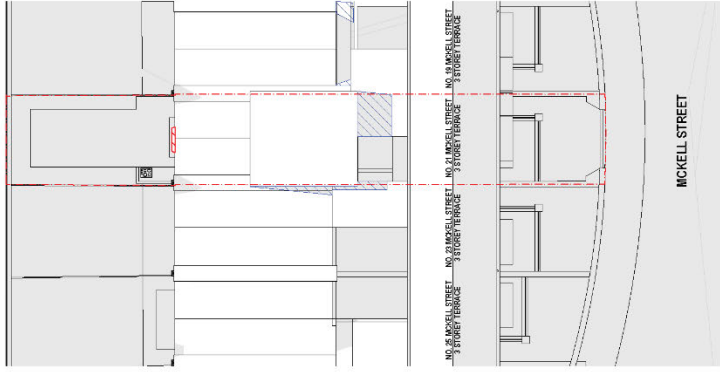 NO. 19 MCKELL STREET
3 STOREY TERRACE
NO. 21 MCKELL STREET
3 STOREY TERRACE
NO. 23 MCKELL STREET
3 STOREY TERRACE
NO. 25 MCKELL STREET
3 STOREY TERRACE
MCKELL STREET